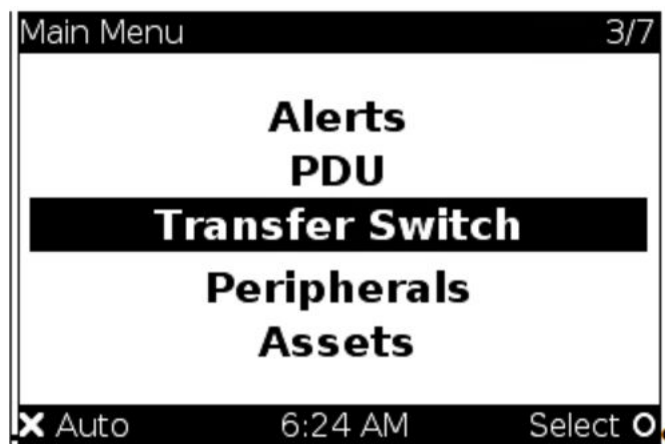 Main Menu 3/7
Alerts
PDU
Transfer Switch
Peripherals
Assets
X Auto 6:24 AM Select O